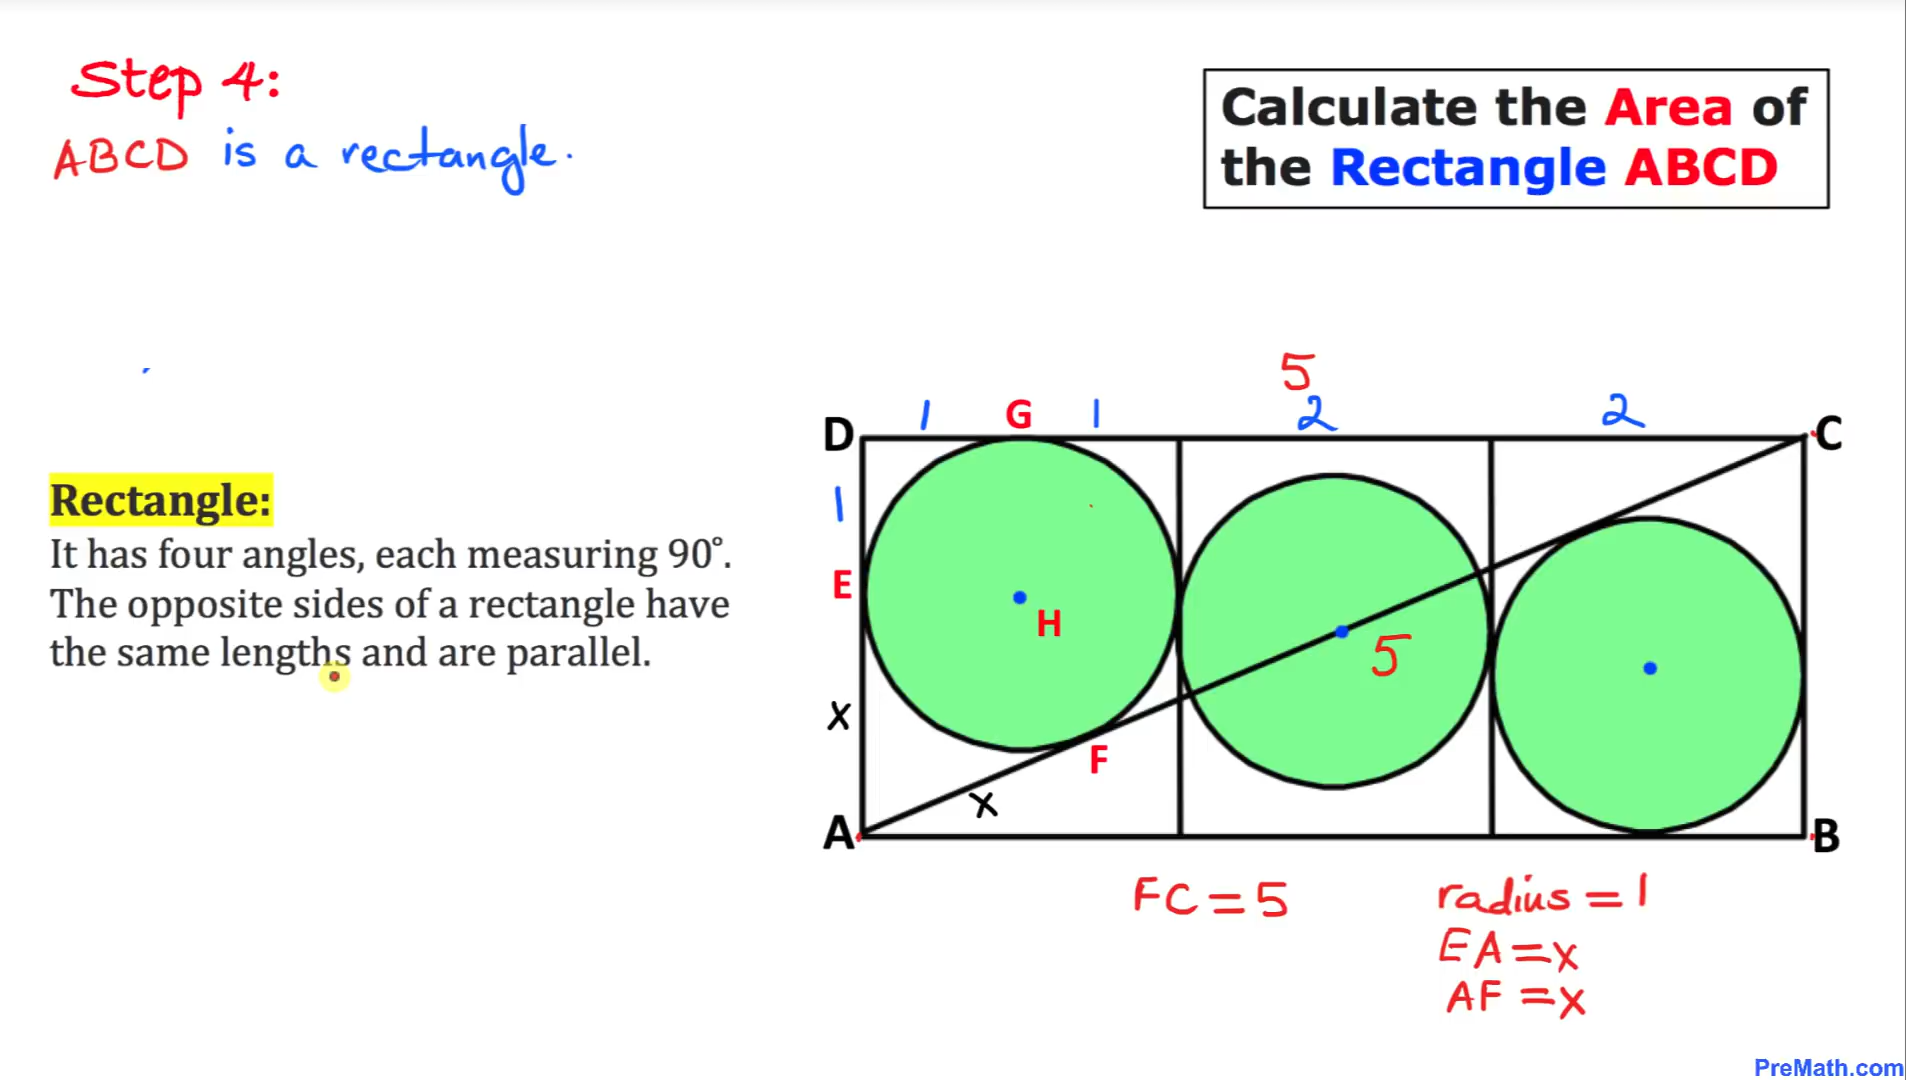 Step 4:
ABCD is a rectangle.
Calculate the Area of
the Rectangle ABCD
Rectangle:
It has four angles, each measuring 90°.
The opposite sides of a rectangle have
the same lengths and are parallel.
5
D 1 G 1 2 2 C
1
E
H
5
x
F
x
A B
FC = 5
radius = 1
EA = x
AF = x
PreMath.com